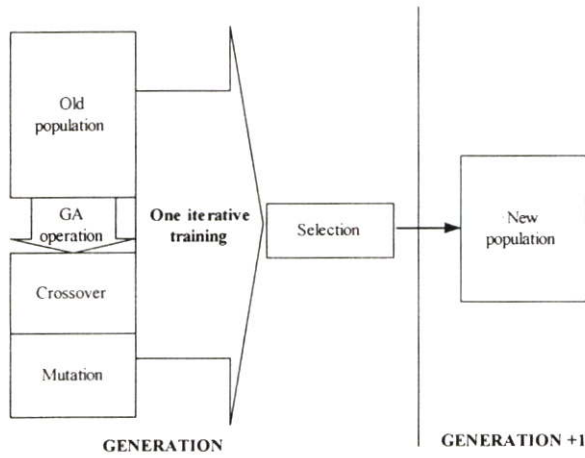 Old
population
GA
operation
One iterative
training
Selection
New
population
Crossover
Mutation
GENERATION
GENERATION +1